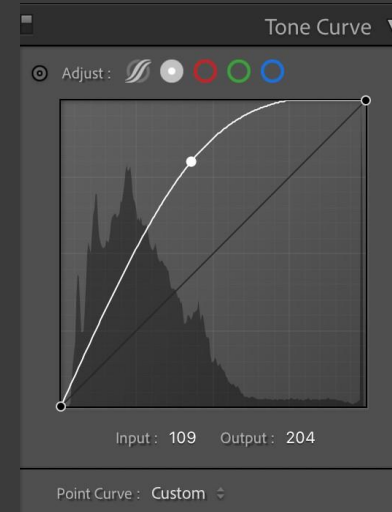 Tone Curve
Adjust :
Input : 109 Output : 204
Point Curve : Custom